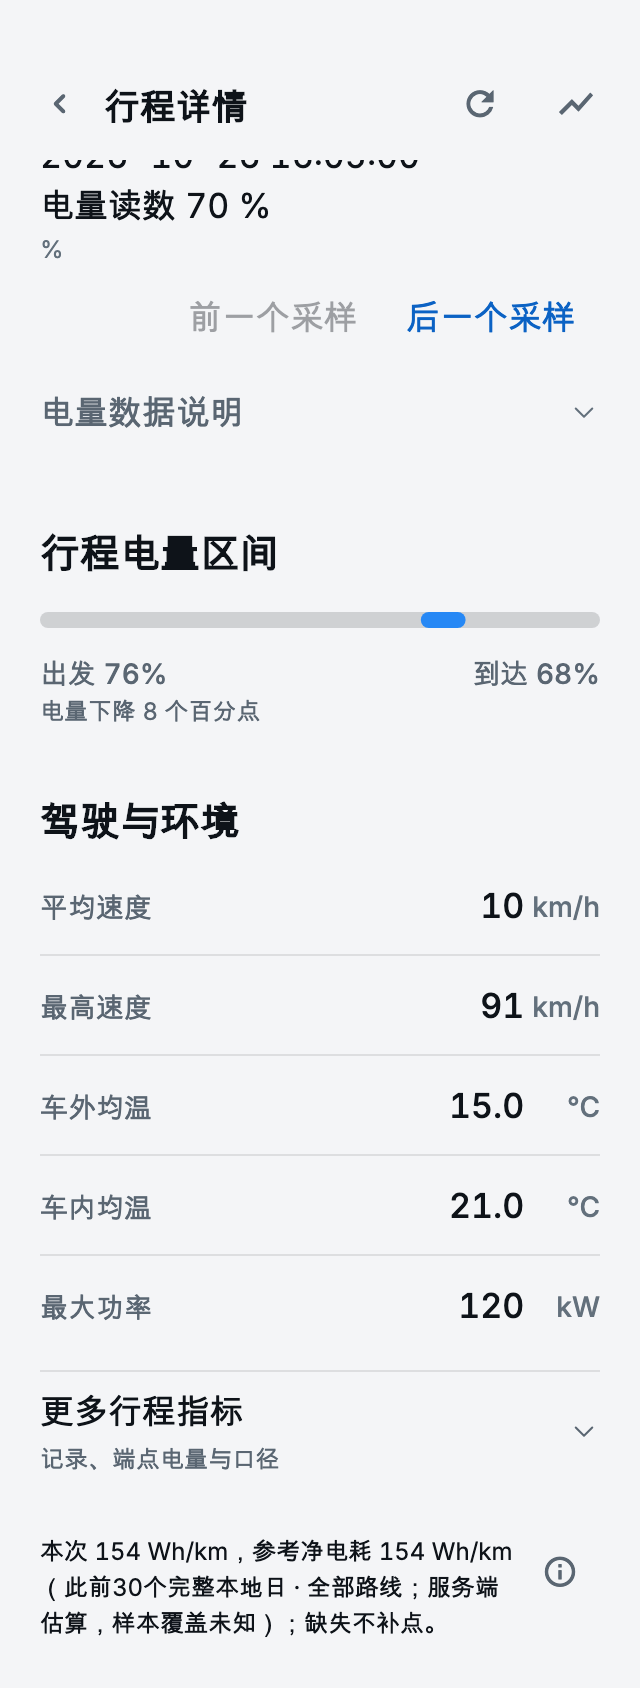 行程详情
电量读数 70 %
%
前一个采样 后一个采样
电量数据说明
行程电量区间
出发 76% 到达 68%
电量下降 8 个百分点
驾驶与环境
平均速度 10 km/h
最高速度 91 km/h
车外均温 15.0 °C
车内均温 21.0 °C
最大功率 120 kW
更多行程指标
记录、端点电量与口径
本次 154 Wh/km，参考净电耗 154 Wh/km
（此前30个完整本地日 · 全部路线；服务端
估算，样本覆盖未知）；缺失不补点。